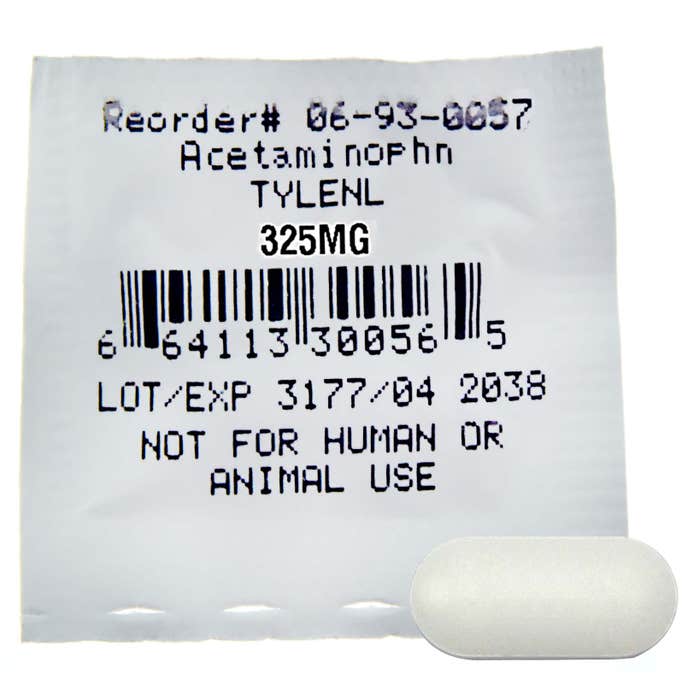 Reorder# 06-93-0057
Acetaminophn
TYLENL
325MG
6 64113 30056 5
LOT/EXP 3177/04 2038
NOT FOR HUMAN OR
ANIMAL USE